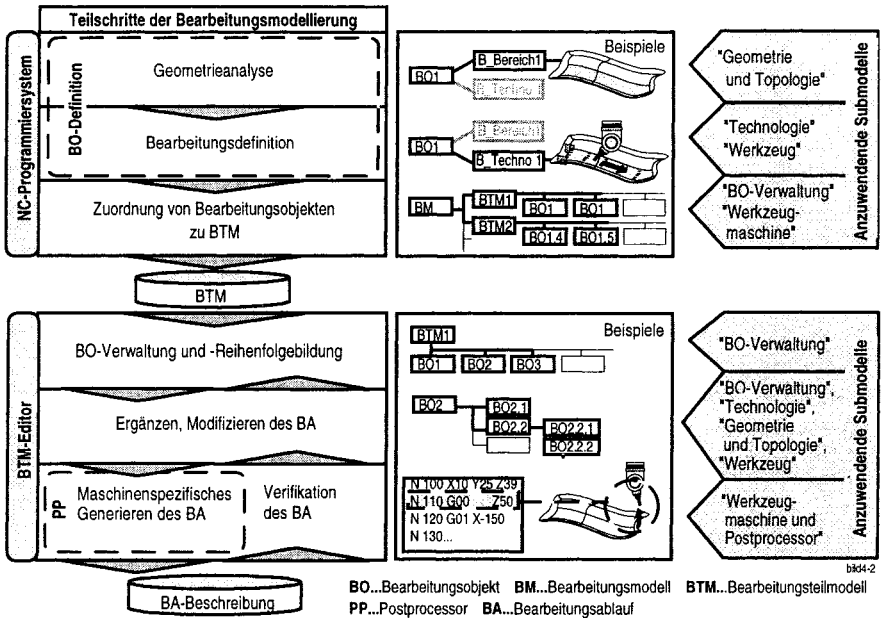 Teilschritte der Bearbeitungsmodellierung
NC-Programmiersystem
BO-Definition
Geometrieanalyse
Bearbeitungsdefinition
Zuordnung von Bearbeitungsobjekten
zu BTM
BTM
Beispiele
BO1
B_Bereich1
B_Techno 1
BO1
B_Bereich1
B_Techno 1
BM
BTM1
BO1
BO1
BTM2
BO1.4
BO1.5
Anzuwendende Submodelle
"Geometrie
und Topologie"
"Technologie"
"Werkzeug"
"BO-Verwaltung"
"Werkzeug-
maschine"
BTM-Editor
BO-Verwaltung und -Reihenfolgebildung
Ergänzen, Modifizieren des BA
PP
Maschinenspezifisches
Generieren des BA
Verifikation
des BA
BA-Beschreibung
Beispiele
BTM1
BO1
BO2
BO3
BO2
BO2.1
BO2.2
BO2.2.1
BO2.2.2
N 100 X10 Y25 Z39
N 110 G00 Z50
N 120 G01 X-150
N 130...
Anzuwendende Submodelle
"BO-Verwaltung"
"BO-Verwaltung",
"Technologie",
"Geometrie
und Topologie",
"Werkzeug"
"Werkzeug-
maschine und
Postprocessor"
bild4-2
BO...Bearbeitungsobjekt BM...Bearbeitungsmodell BTM...Bearbeitungsteilmodell
PP...Postprocessor BA...Bearbeitungsablauf